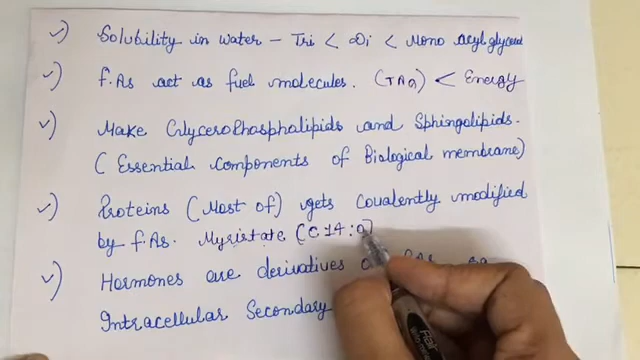 Solubility in water - Tri < Di < Mono acyl glycerol
F.As act as fuel molecules. (TAG) < Energy
Make Glycerophospholipids and Sphingolipids.
(Essential Components of Biological membrane)
Proteins (Most of) gets Covalently modified
by F.As. Myristate (C14:0)
Hormones are derivatives
Intracellular Secondary